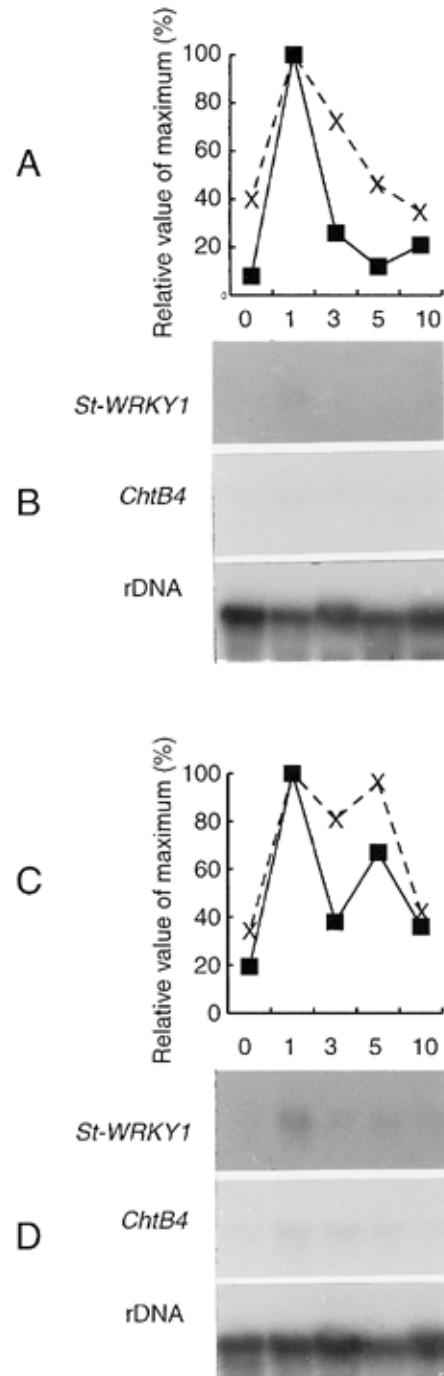 A
Relative value of maximum (%)
100
80
60
40
20
0
0 1 3 5 10
B
St-WRKY1
ChtB4
rDNA
C
Relative value of maximum (%)
100
80
60
40
20
0
0 1 3 5 10
D
St-WRKY1
ChtB4
rDNA